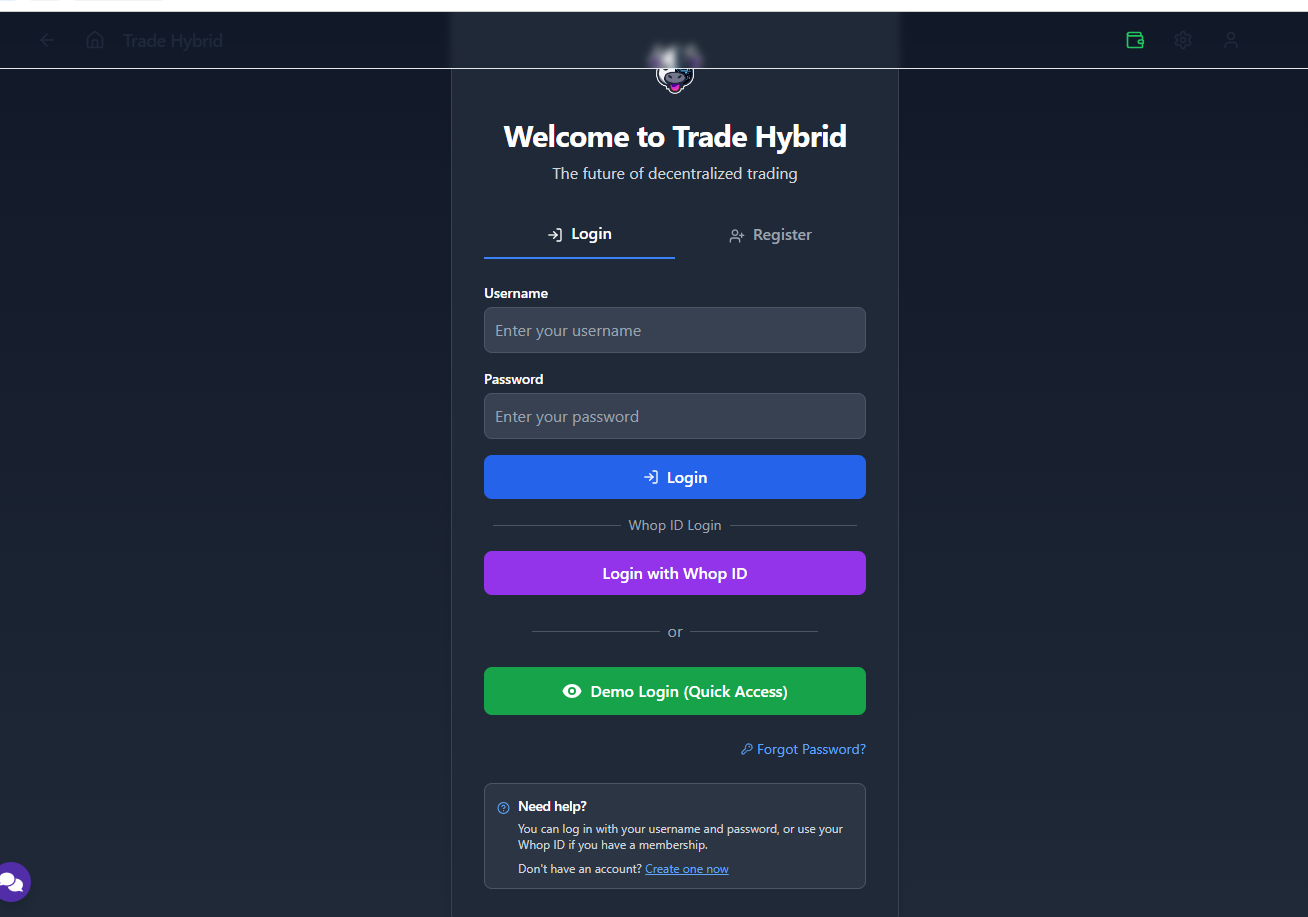 Trade Hybrid
Welcome to Trade Hybrid
The future of decentralized trading
Login
Register
Username
Enter your username
Password
Enter your password
Login
Whop ID Login
Login with Whop ID
or
Demo Login (Quick Access)
Forgot Password?
Need help?
You can log in with your username and password, or use your
Whop ID if you have a membership.
Don't have an account? Create one now